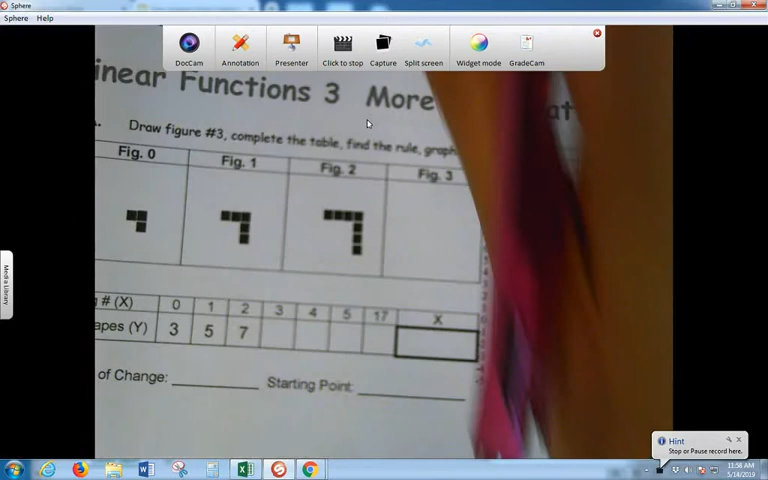 Sphere
Sphere Help
DocCam Annotation Presenter Click to stop Capture Split screen Widget mode GradeCam
inear Functions 3 More at
A. Draw figure #3, complete the table, find the rule, graph
Fig. 0 Fig. 1 Fig. 2 Fig. 3
# (X) 0 1 2 3 4 5 17 X
apes (Y) 3 5 7
of Change: Starting Point:
Media Library
Hint
Stop or Pause record here.
11:56 AM
5/14/2019